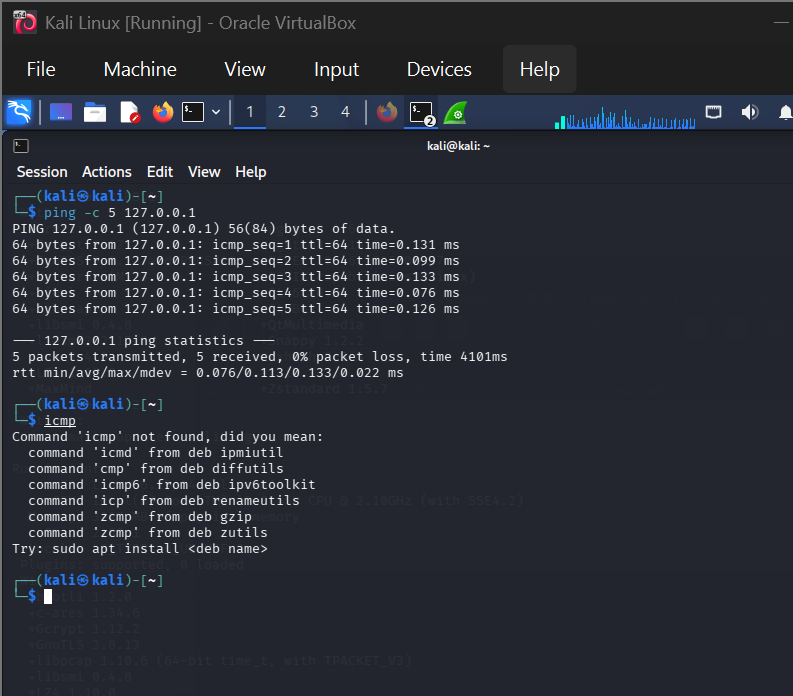 Kali Linux [Running] - Oracle VirtualBox
File Machine View Input Devices Help
1 2 3 4 2
kali@kali: ~
Session Actions Edit View Help
┌──(kali㉿kali)-[~]
└─$ ping -c 5 127.0.0.1
PING 127.0.0.1 (127.0.0.1) 56(84) bytes of data.
64 bytes from 127.0.0.1: icmp_seq=1 ttl=64 time=0.131 ms
64 bytes from 127.0.0.1: icmp_seq=2 ttl=64 time=0.099 ms
64 bytes from 127.0.0.1: icmp_seq=3 ttl=64 time=0.133 ms
64 bytes from 127.0.0.1: icmp_seq=4 ttl=64 time=0.076 ms
64 bytes from 127.0.0.1: icmp_seq=5 ttl=64 time=0.126 ms
--- 127.0.0.1 ping statistics ---
5 packets transmitted, 5 received, 0% packet loss, time 4101ms
rtt min/avg/max/mdev = 0.076/0.113/0.133/0.022 ms
┌──(kali㉿kali)-[~]
└─$ icmp
Command 'icmp' not found, did you mean:
command 'icmd' from deb ipmiutil
command 'cmp' from deb diffutils
command 'icmp6' from deb ipv6toolkit
command 'icp' from deb renameutils
command 'zcmp' from deb gzip
command 'zcmp' from deb zutils
Try: sudo apt install <deb name>
┌──(kali㉿kali)-[~]
└─$